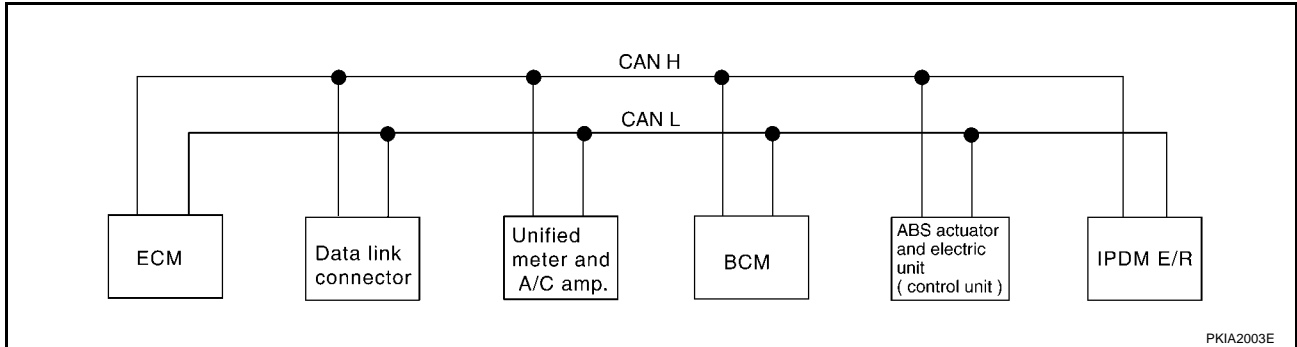 CAN H
CAN L
ECM
Data link
connector
Unified
meter and
A/C amp.
BCM
ABS actuator
and electric
unit
( control unit )
IPDM E/R
PKIA2003E